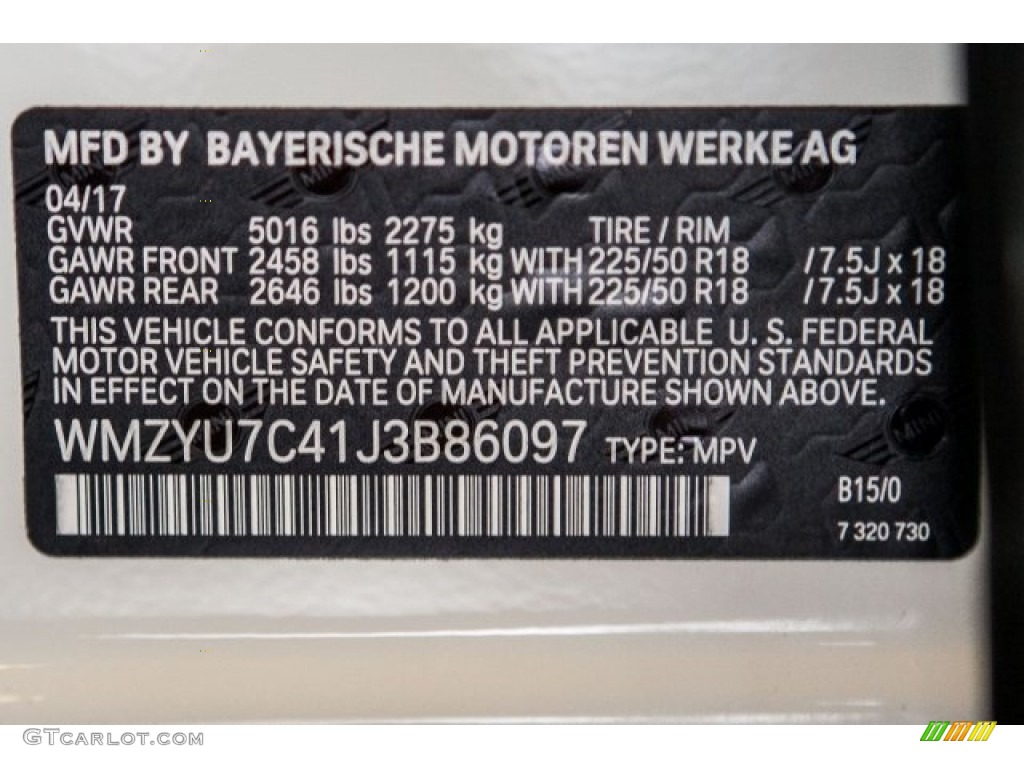 MFD BY BAYERISCHE MOTOREN WERKE AG
04/17
GVWR 5016 lbs 2275 kg TIRE / RIM
GAWR FRONT 2458 lbs 1115 kg WITH 225/50 R18 / 7.5J x 18
GAWR REAR 2646 lbs 1200 kg WITH 225/50 R18 / 7.5J x 18
THIS VEHICLE CONFORMS TO ALL APPLICABLE U. S. FEDERAL
MOTOR VEHICLE SAFETY AND THEFT PREVENTION STANDARDS
IN EFFECT ON THE DATE OF MANUFACTURE SHOWN ABOVE.
MINI
WMZYU7C41J3B86097 TYPE: MPV
B15/0
7 320 730
GTcarlot.com